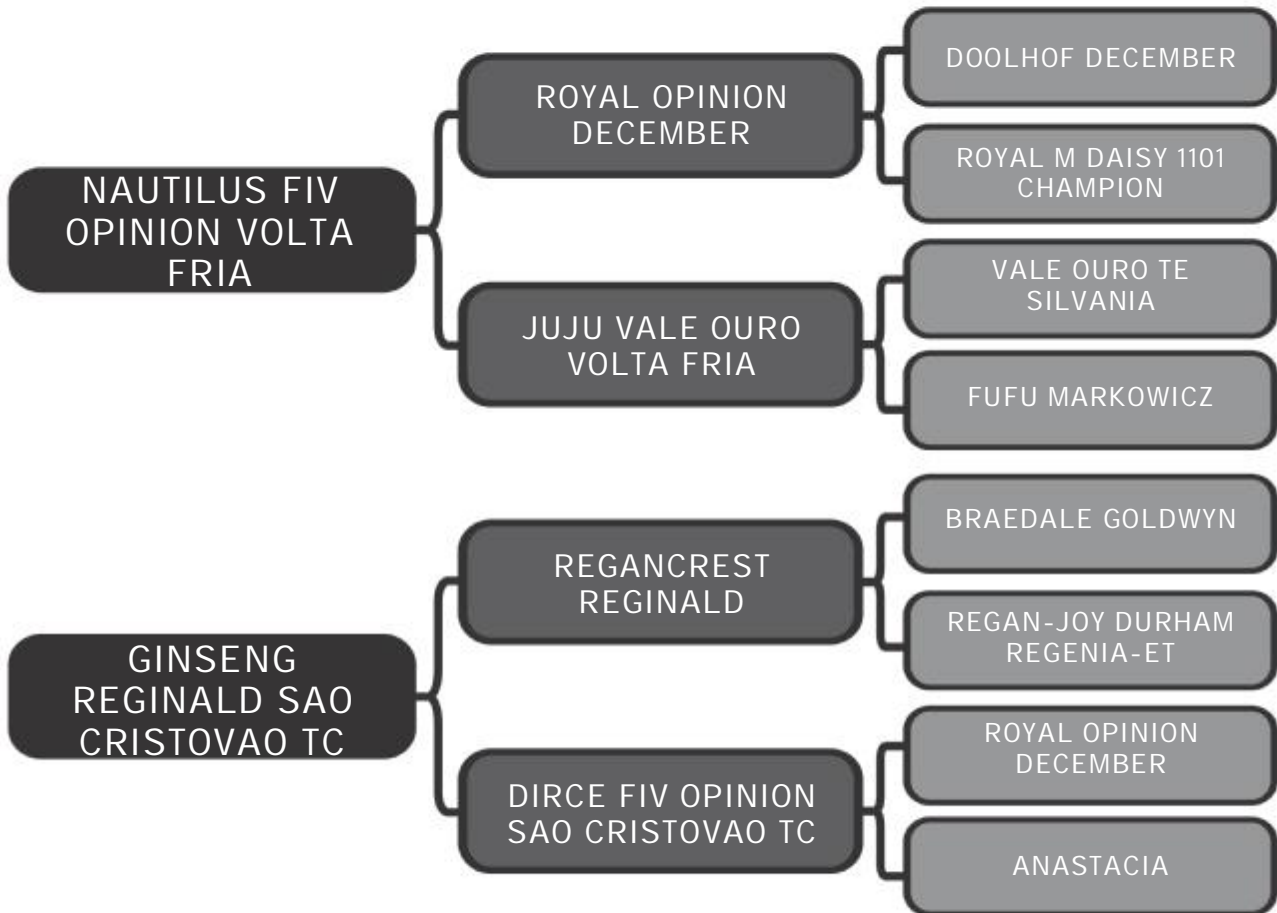 DOOLHOF DECEMBER
ROYAL OPINION
DECEMBER
ROYAL M DAISY 1101
CHAMPION
NAUTILUS FIV
OPINION VOLTA
FRIA
VALE OURO TE
SILVANIA
JUJU VALE OURO
VOLTA FRIA
FUFU MARKOWICZ
BRAEDALE GOLDWYN
REGANCREST
REGINALD
REGAN-JOY DURHAM
REGENIA-ET
GINSENG
REGINALD SAO
CRISTOVAO TC
ROYAL OPINION
DECEMBER
DIRCE FIV OPINION
SAO CRISTOVAO TC
ANASTACIA